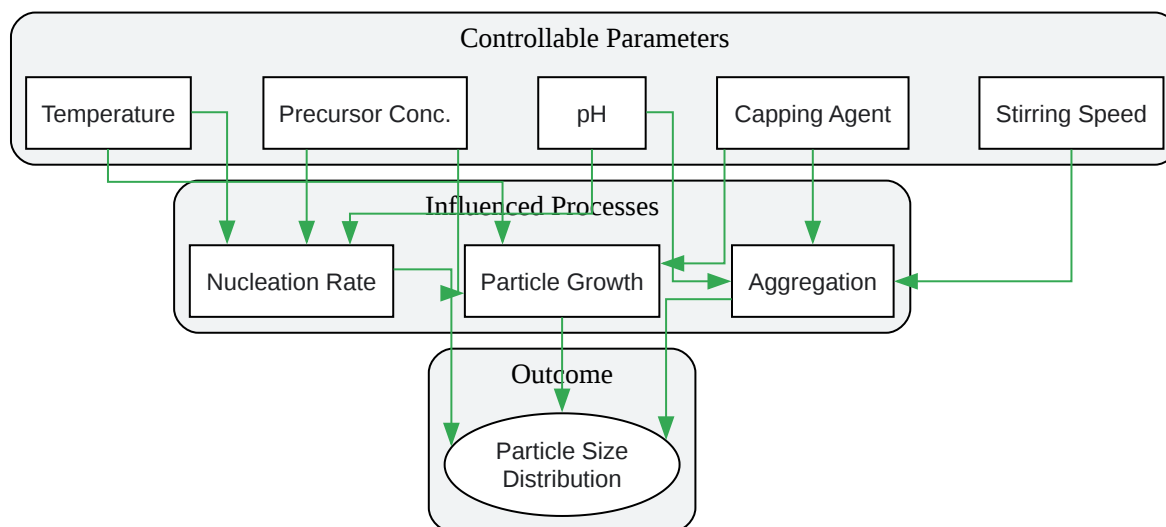 Controllable Parameters
Temperature
Precursor Conc.
pH
Capping Agent
Stirring Speed
Influenced Processes
Nucleation Rate
Particle Growth
Aggregation
Outcome
Particle Size
Distribution